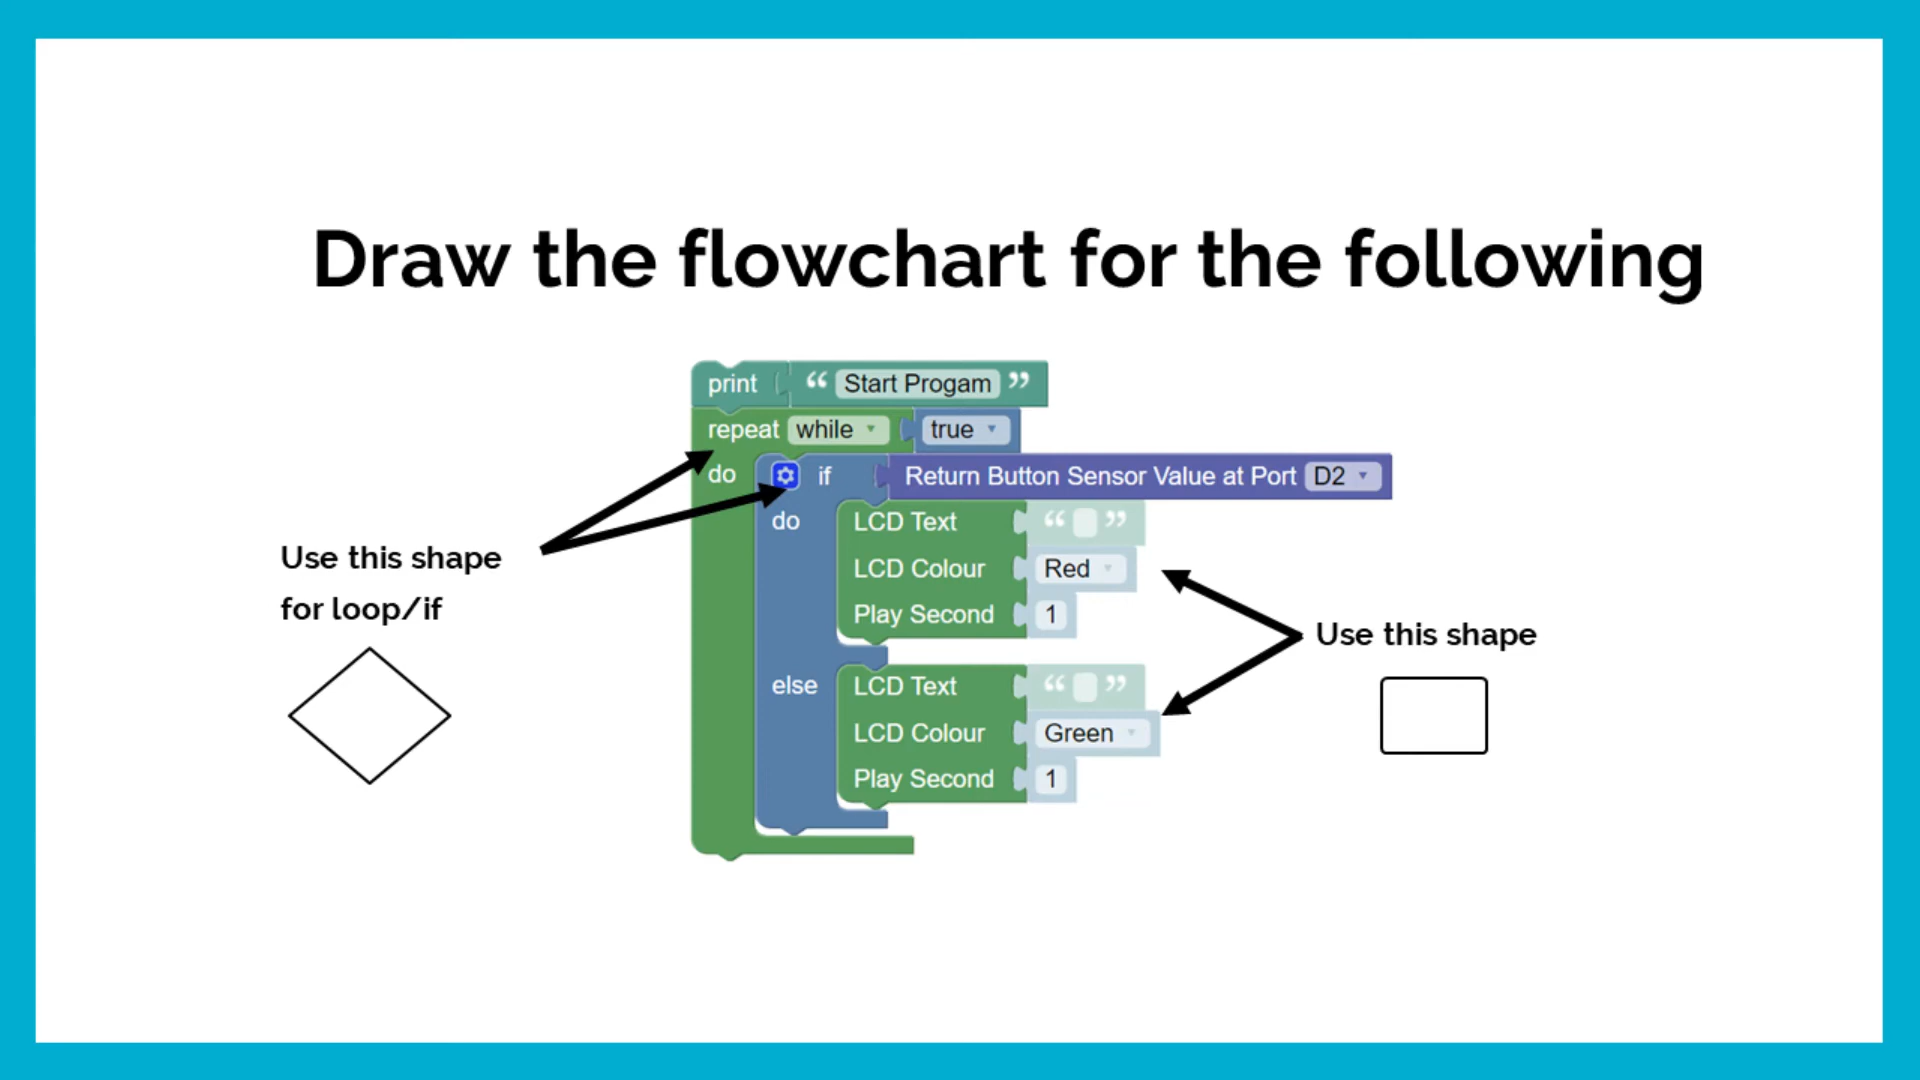 Draw the flowchart for the following
print “ Start Progam ”
repeat while true
do if Return Button Sensor Value at Port D2
do LCD Text “ ”
LCD Colour Red
Play Second 1
else LCD Text “ ”
LCD Colour Green
Play Second 1
Use this shape
for loop/if
Use this shape